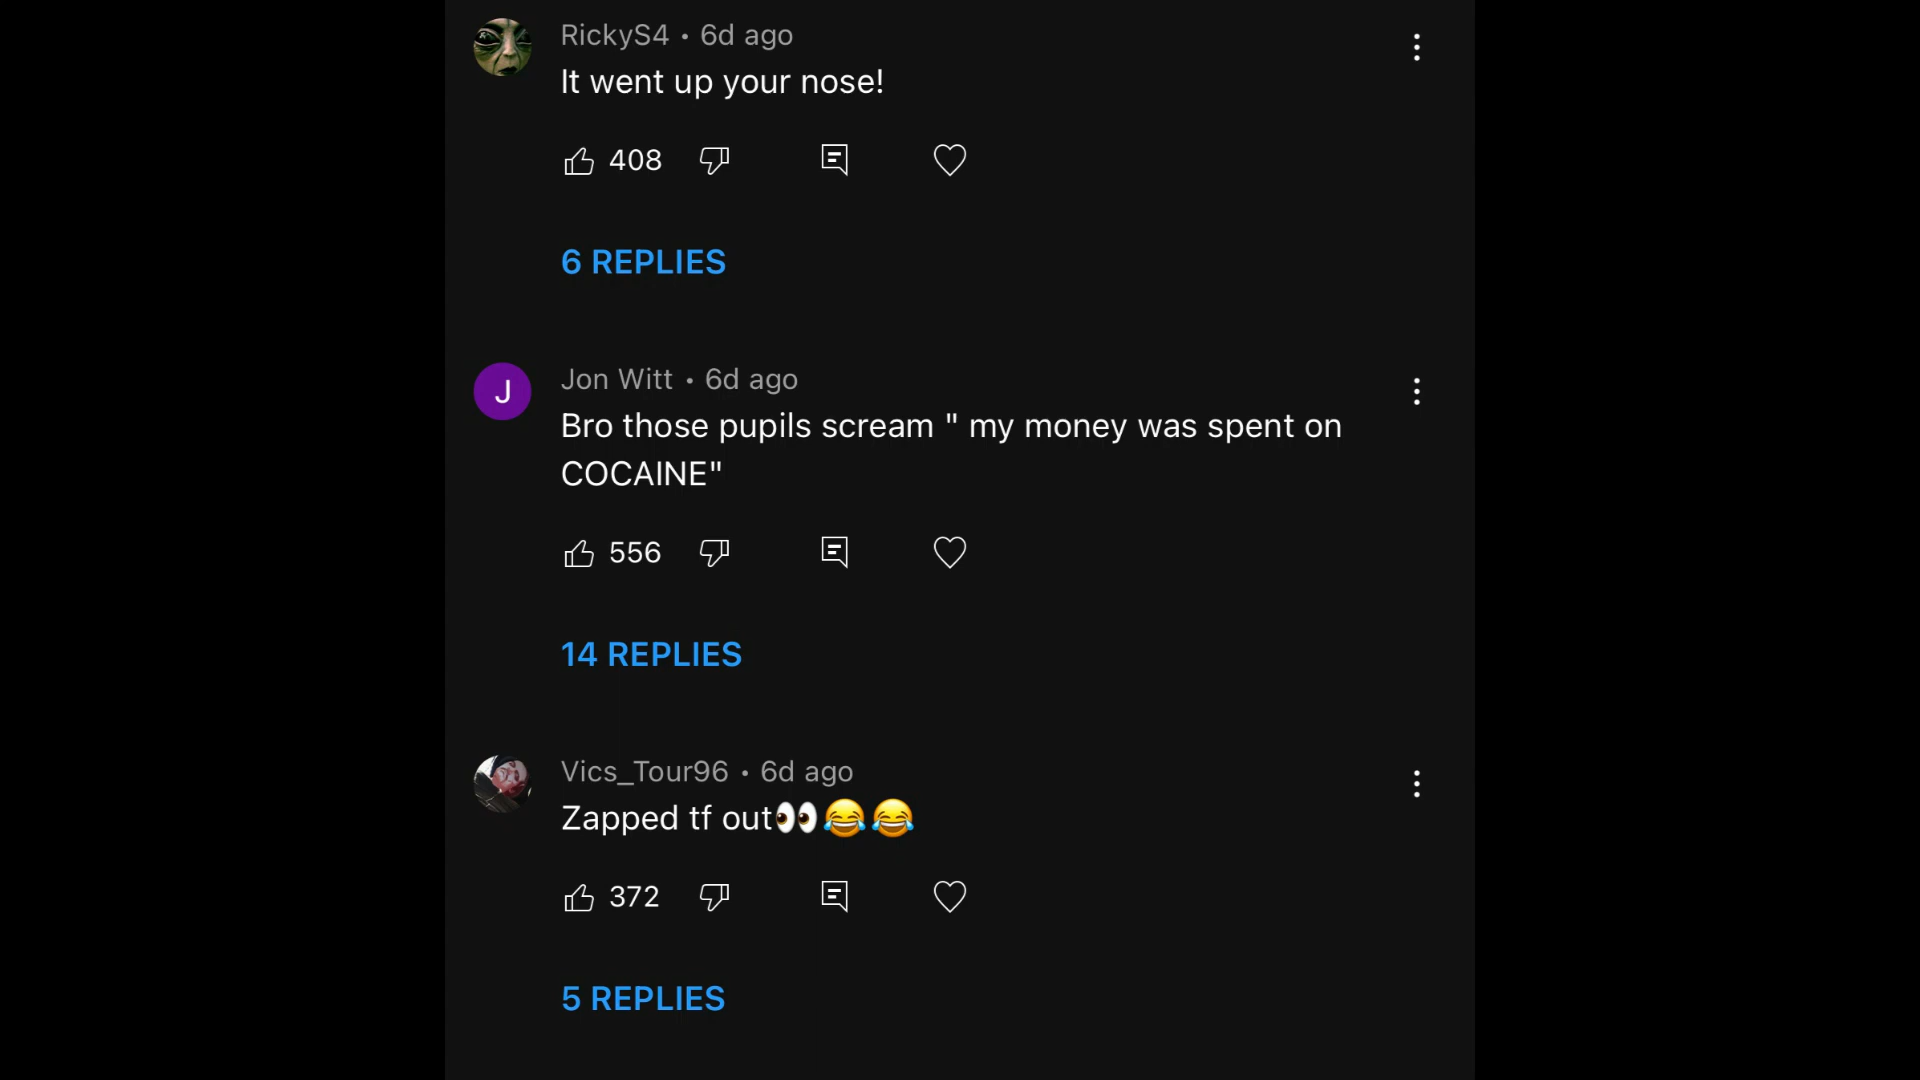 RickyS4 • 6d ago
It went up your nose!
408
6 REPLIES
J
Jon Witt • 6d ago
Bro those pupils scream " my money was spent on
COCAINE"
556
14 REPLIES
Vics_Tour96 • 6d ago
Zapped tf out👀😂😂
372
5 REPLIES